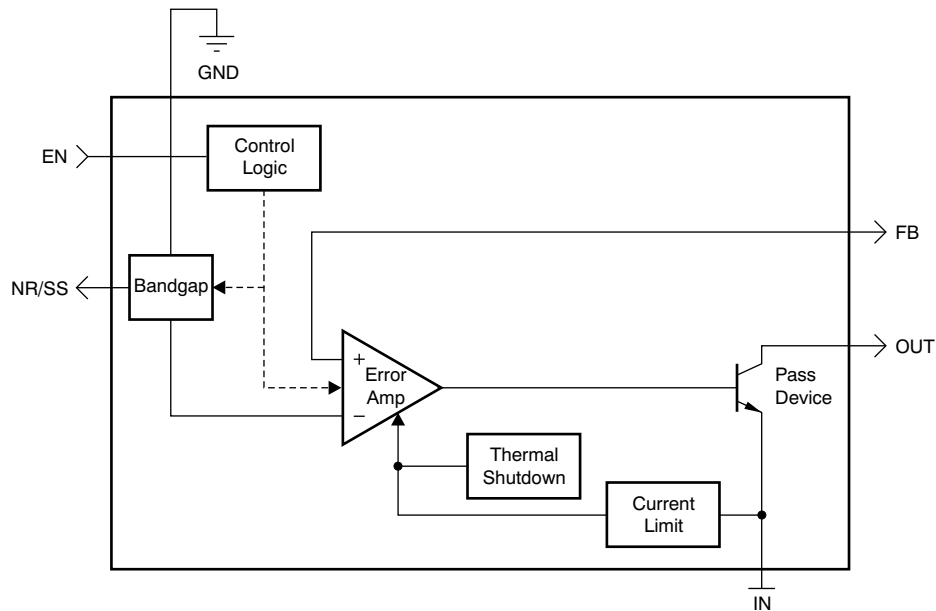 GND
EN
Control
Logic
FB
NR/SS
Bandgap
OUT
+
Error
Amp
−
Pass
Device
Thermal
Shutdown
Current
Limit
IN